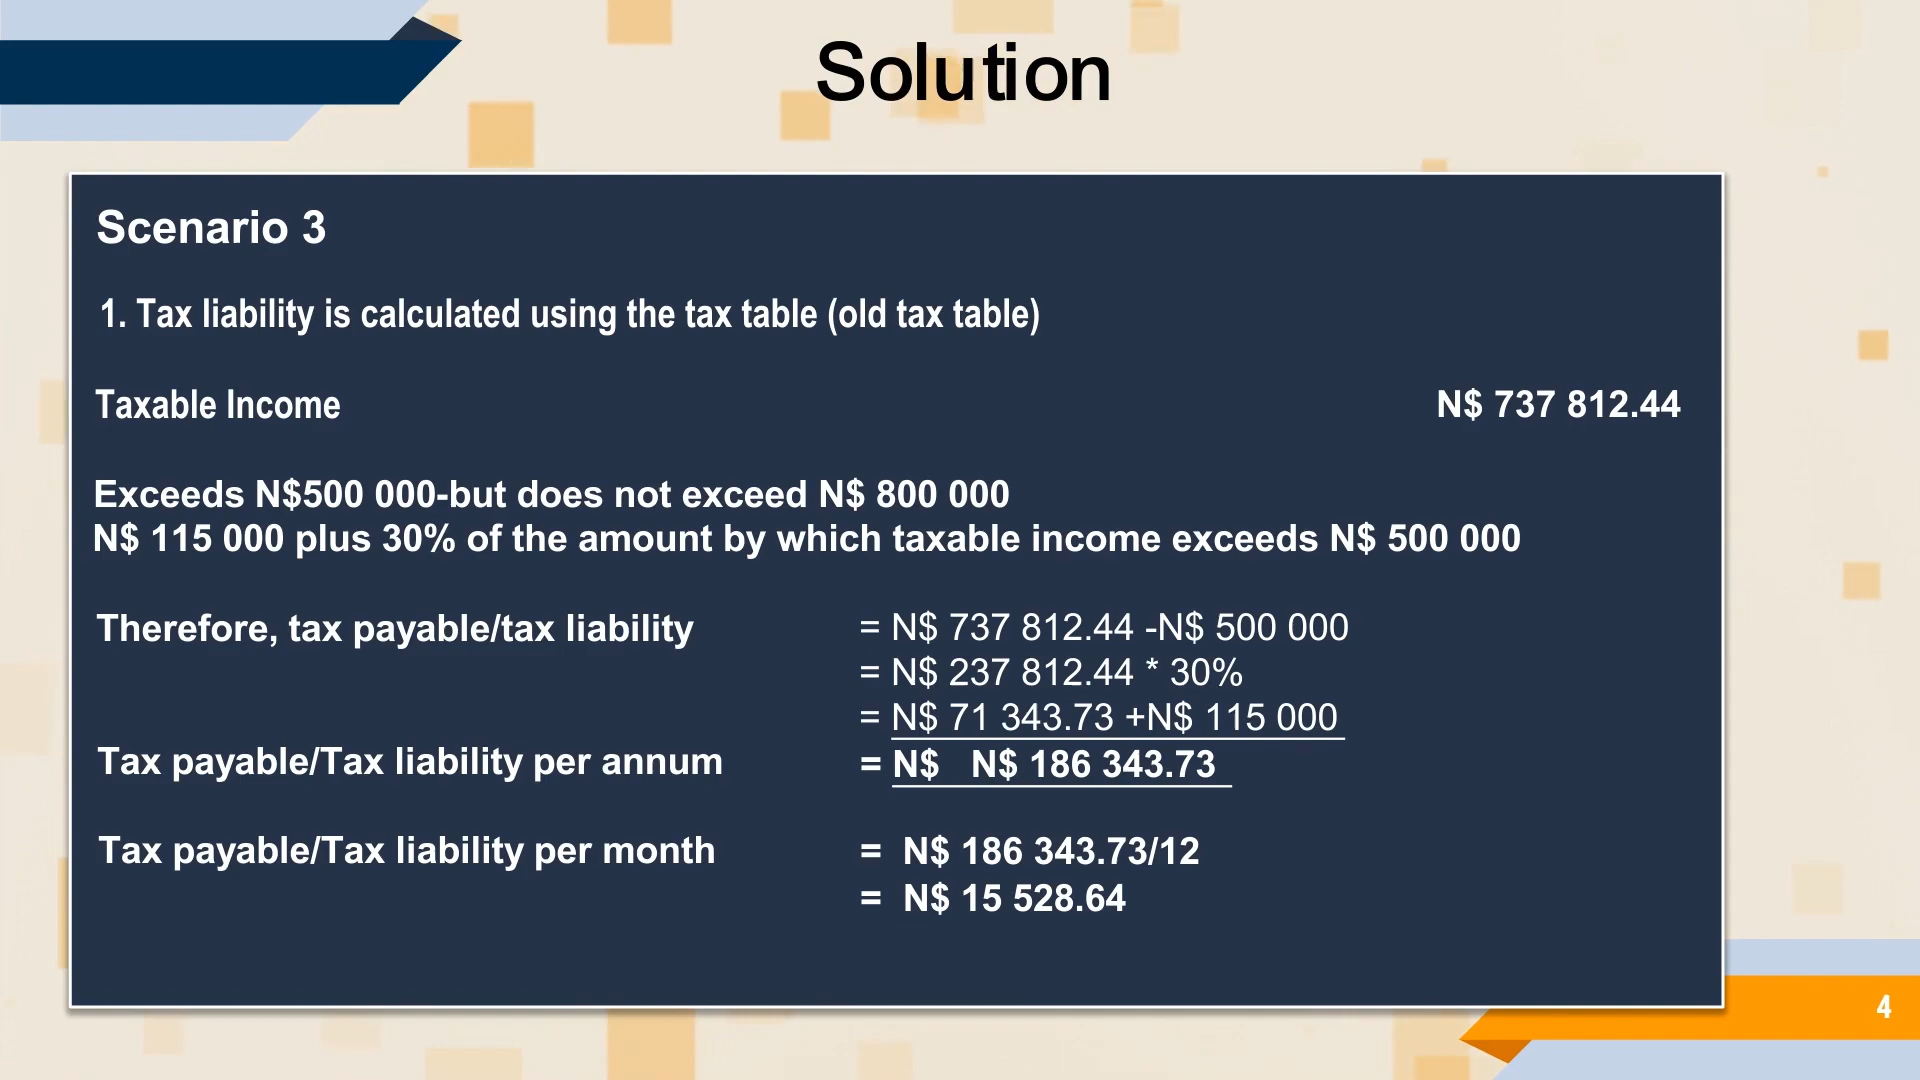 Solution
Scenario 3
1. Tax liability is calculated using the tax table (old tax table)
Taxable Income N$ 737 812.44
Exceeds N$500 000-but does not exceed N$ 800 000
N$ 115 000 plus 30% of the amount by which taxable income exceeds N$ 500 000
Therefore, tax payable/tax liability = N$ 737 812.44 -N$ 500 000
= N$ 237 812.44 * 30%
= N$ 71 343.73 +N$ 115 000
Tax payable/Tax liability per annum = N$ N$ 186 343.73
Tax payable/Tax liability per month = N$ 186 343.73/12
= N$ 15 528.64
4